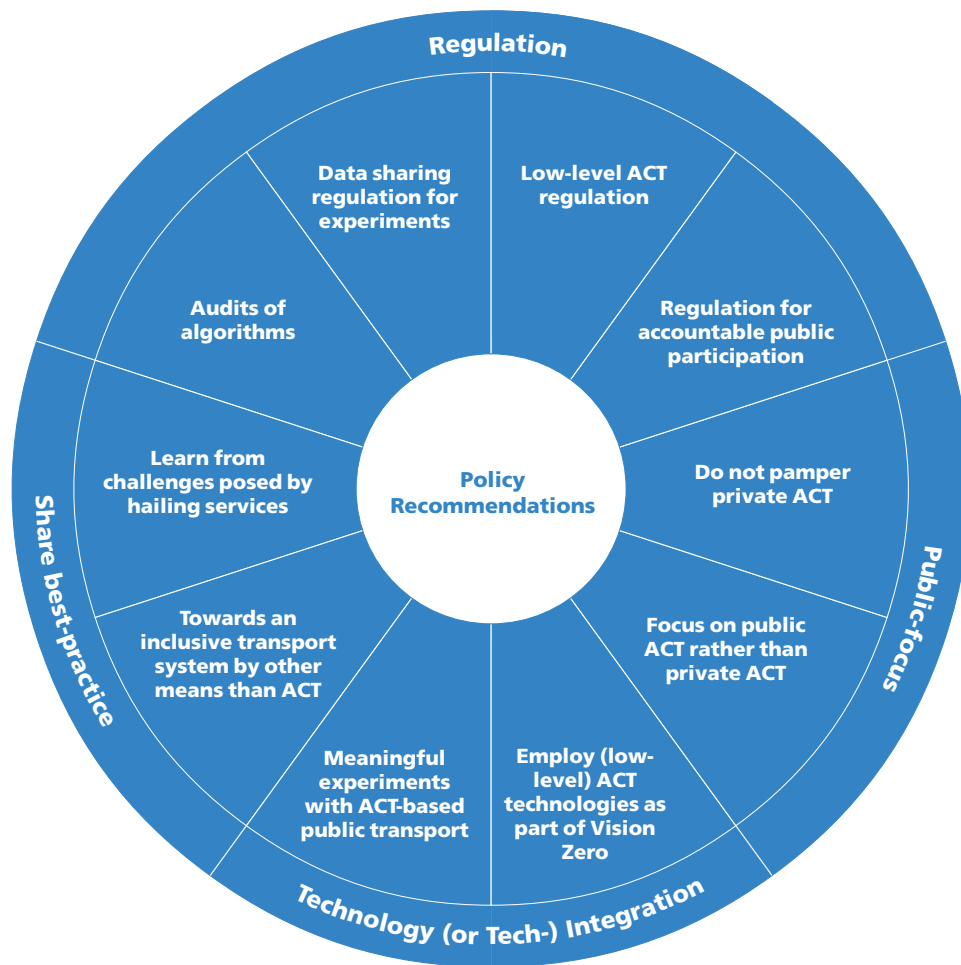 Regulation
Data sharing
regulation for
experiments
Low-level ACT
regulation
Audits of
algorithms
Regulation for
accountable public
participation
Learn from
challenges posed by
hailing services
Policy
Recommendations
Do not pamper
private ACT
Share best-practice
Public-focus
Towards an
inclusive transport
system by other
means than ACT
Focus on public
ACT rather than
private ACT
Meaningful
experiments
with ACT-based
public transport
Employ (low-
level) ACT
technologies as
part of Vision
Zero
Technology (or Tech-) Integration